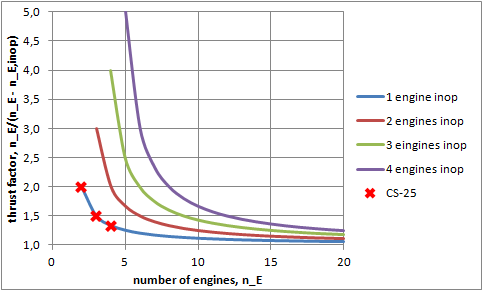 thrust factor, n_E/(n_E - n_E,inop)
5,0
4,5
4,0
3,5
3,0
2,5
2,0
1,5
1,0
0 5 10 15 20
number of engines, n_E
1 engine inop
2 engines inop
3 engines inop
4 engines inop
CS-25